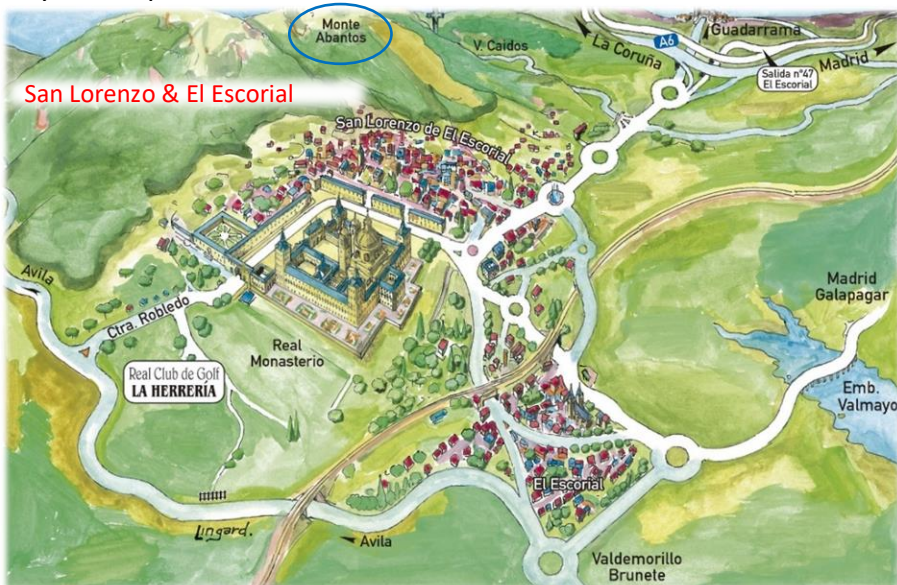 Monte
Abantos
V. Caidos
La Coruña
A6
Guadarrama
Madrid
Salida nº47
El Escorial
San Lorenzo & El Escorial
San Lorenzo de El Escorial
Avila
Ctra. Robledo
Real
Monasterio
Madrid
Galapagar
Real Club de Golf
LA HERRERÍA
Emb.
Valmayo
El Escorial
Lingard.
Avila
Valdemorillo
Brunete